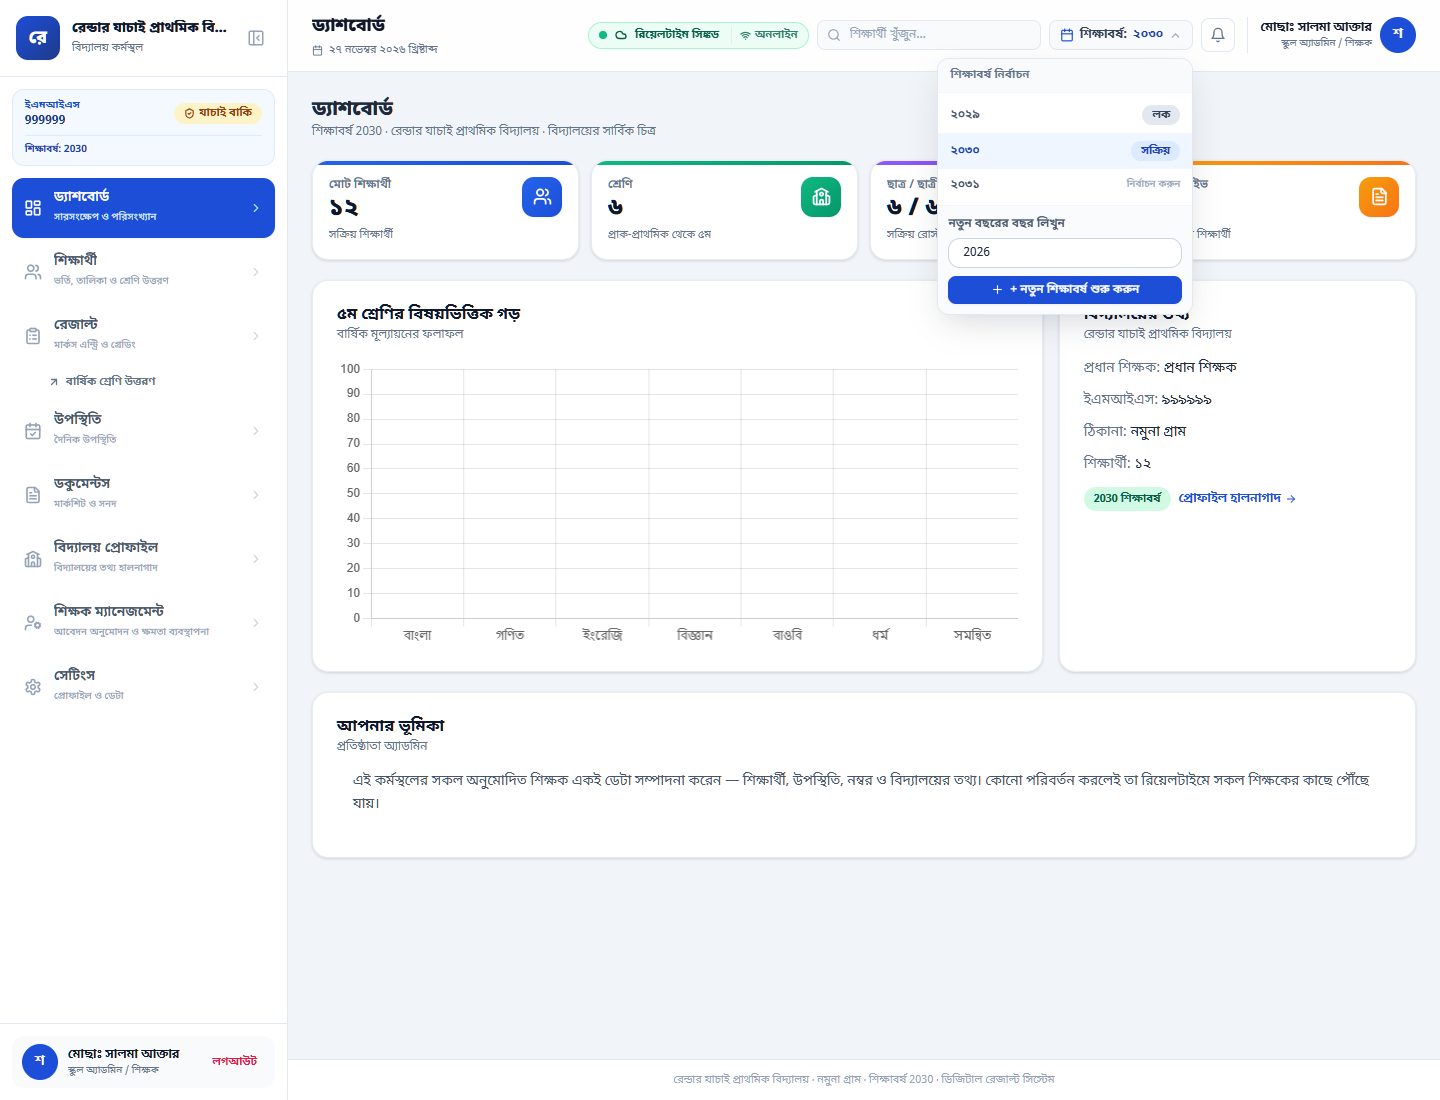 রে
রেন্ডার যাচাই প্রাথমিক বি...
বিদ্যালয় কর্মস্থল
ইএমআইএস
999999
যাচাই বাকি
শিক্ষাবর্ষ: 2030
ড্যাশবোর্ড
সারসংক্ষেপ ও পরিসংখ্যান
শিক্ষার্থী
ভর্তি, তালিকা ও শ্রেণি উত্তরণ
রেজাল্ট
মার্কস এন্ট্রি ও গ্রেডিং
বার্ষিক শ্রেণি উত্তরণ
উপস্থিতি
দৈনিক উপস্থিতি
ডকুমেন্টস
মার্কশিট ও সনদ
বিদ্যালয় প্রোফাইল
বিদ্যালয়ের তথ্য হালনাগাদ
শিক্ষক ম্যানেজমেন্ট
আবেদন অনুমোদন ও ক্ষমতা ব্যবস্থাপনা
সেটিংস
প্রোফাইল ও ডেটা
শ
মোছাঃ সালমা আক্তার
স্কুল অ্যাডমিন / শিক্ষক
লগআউট
ড্যাশবোর্ড
২৭ নভেম্বর ২০২৬ খ্রিষ্টাব্দ
রিয়েলটাইম সিঙ্কড
অনলাইন
শিক্ষার্থী খুঁজুন...
শিক্ষাবর্ষ: ২০৩০
মোছাঃ সালমা আক্তার
স্কুল অ্যাডমিন / শিক্ষক
শ
শিক্ষাবর্ষ নির্বাচন
২০২৯ লক
২০৩০ সক্রিয়
২০৩১ নির্বাচন করুন
নতুন বছরের বছর লিখুন
2026
+ নতুন শিক্ষাবর্ষ শুরু করুন
ড্যাশবোর্ড
শিক্ষাবর্ষ 2030 · রেন্ডার যাচাই প্রাথমিক বিদ্যালয় · বিদ্যালয়ের সার্বিক চিত্র
মোট শিক্ষার্থী
১২
সক্রিয় শিক্ষার্থী
শ্রেণি
৬
প্রাক-প্রাথমিক থেকে ৫ম
ছাত্র / ছাত্রী
৬ / ৬
সক্রিয় রোস
ইভ
শিক্ষার্থী
৫ম শ্রেণির বিষয়ভিত্তিক গড়
বার্ষিক মূল্যায়নের ফলাফল
100
90
80
70
60
50
40
30
20
10
0
বাংলা গণিত ইংরেজি বিজ্ঞান বাওবি ধর্ম সমন্বিত
বিদ্যালয়ের তথ্য
রেন্ডার যাচাই প্রাথমিক বিদ্যালয়
প্রধান শিক্ষক: প্রধান শিক্ষক
ইএমআইএস: ৯৯৯৯৯৯
ঠিকানা: নমুনা গ্রাম
শিক্ষার্থী: ১২
2030 শিক্ষাবর্ষ
প্রোফাইল হালনাগাদ →
আপনার ভূমিকা
প্রতিষ্ঠাতা অ্যাডমিন
এই কর্মস্থলের সকল অনুমোদিত শিক্ষক একই ডেটা সম্পাদনা করেন — শিক্ষার্থী, উপস্থিতি, নম্বর ও বিদ্যালয়ের তথ্য। কোনো পরিবর্তন করলেই তা রিয়েলটাইমে সকল শিক্ষকের কাছে পৌঁছে
যায়।
রেন্ডার যাচাই প্রাথমিক বিদ্যালয় · নমুনা গ্রাম · শিক্ষাবর্ষ 2030 · ডিজিটাল রেজাল্ট সিস্টেম